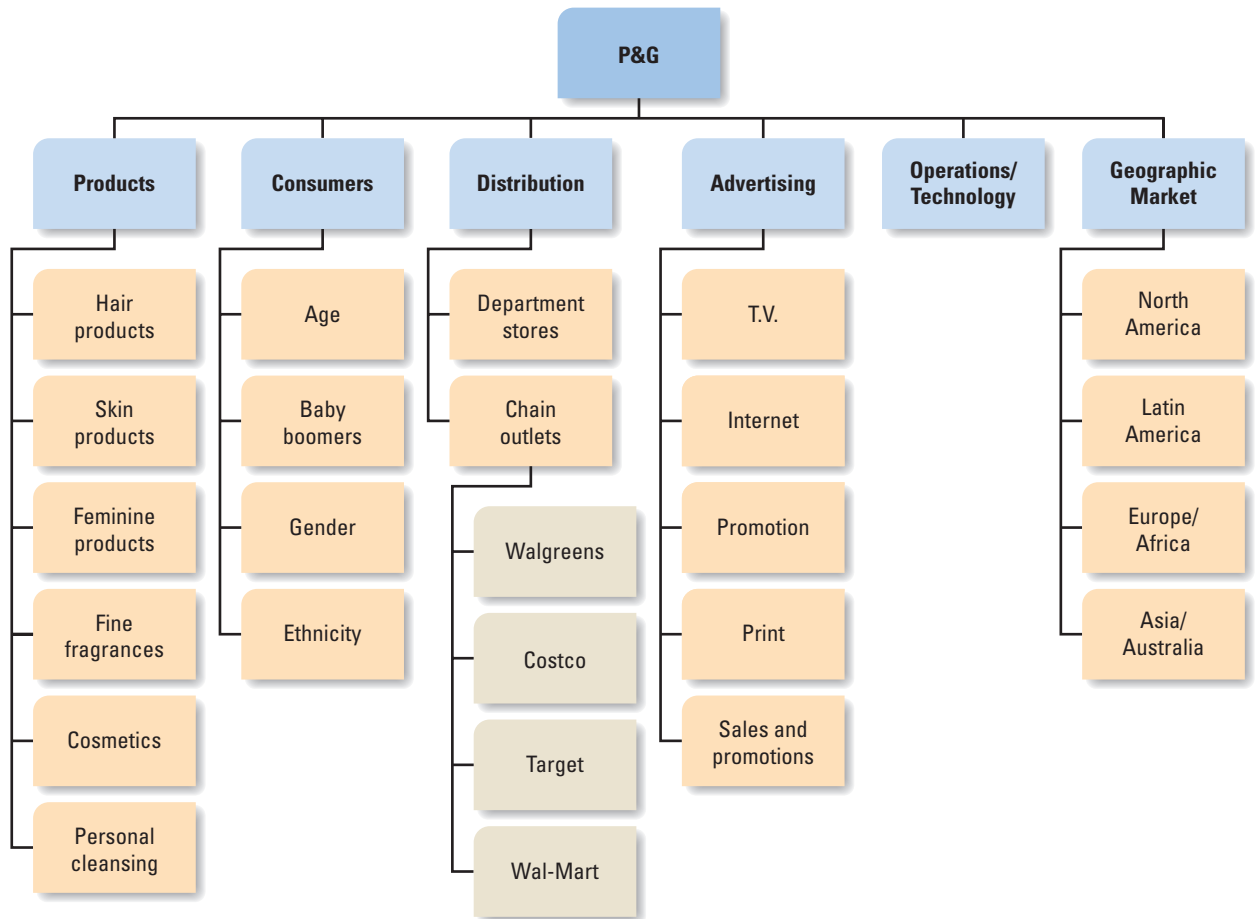 P&G
Products
Consumers
Distribution
Advertising
Operations/
Technology
Geographic
Market
Hair
products
Skin
products
Feminine
products
Fine
fragrances
Cosmetics
Personal
cleansing
Age
Baby
boomers
Gender
Ethnicity
Department
stores
Chain
outlets
Walgreens
Costco
Target
Wal-Mart
T.V.
Internet
Promotion
Print
Sales and
promotions
North
America
Latin
America
Europe/
Africa
Asia/
Australia